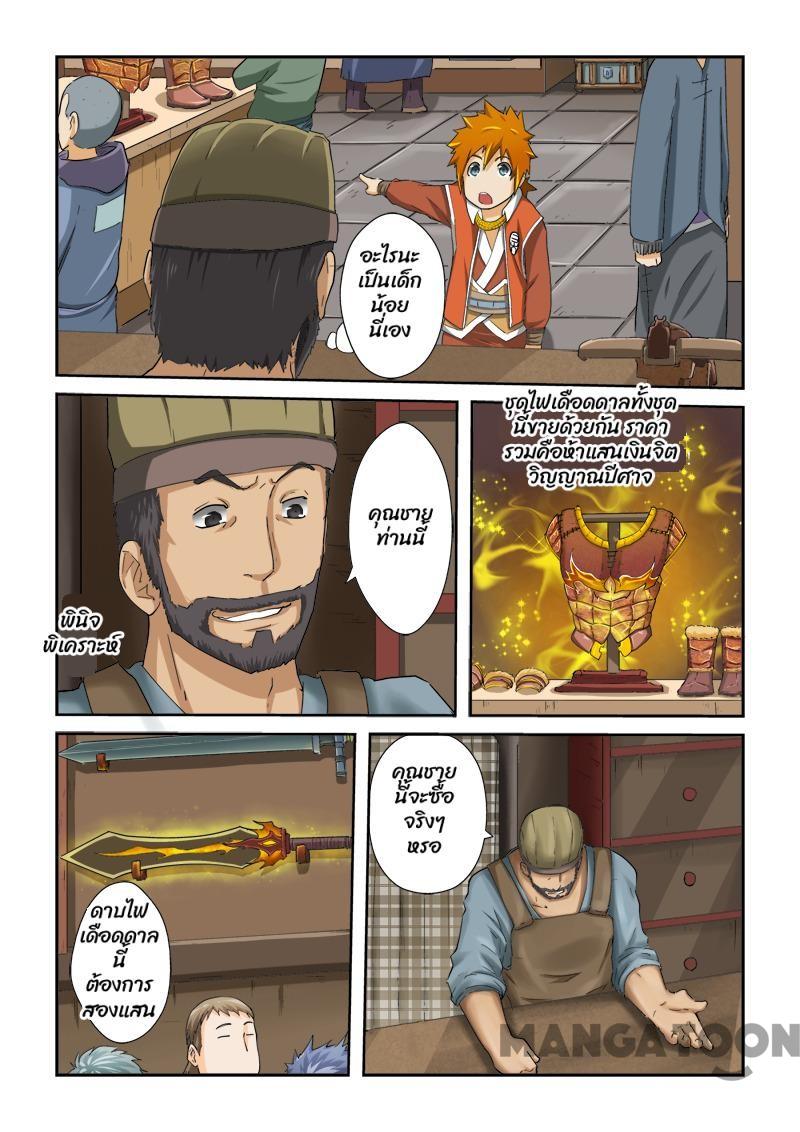 อะไรนะ
เป็นเด็ก
น้อย
นี่เอง
คุณชาย
ท่านนี้
พินิจ
พิเคราะห์
ชุดไฟเดือดดาลทั้งชุด
นี้ขายด้วยกัน ราคา
รวมคือห้าแสนเงินจิต
วิญญาณปีศาจ
ดาบไฟ
เดือดดาล
นี้
ต้องการ
สองแสน
คุณชาย
นี้จะซื้อ
จริงๆ
หรอ
MANGATOON